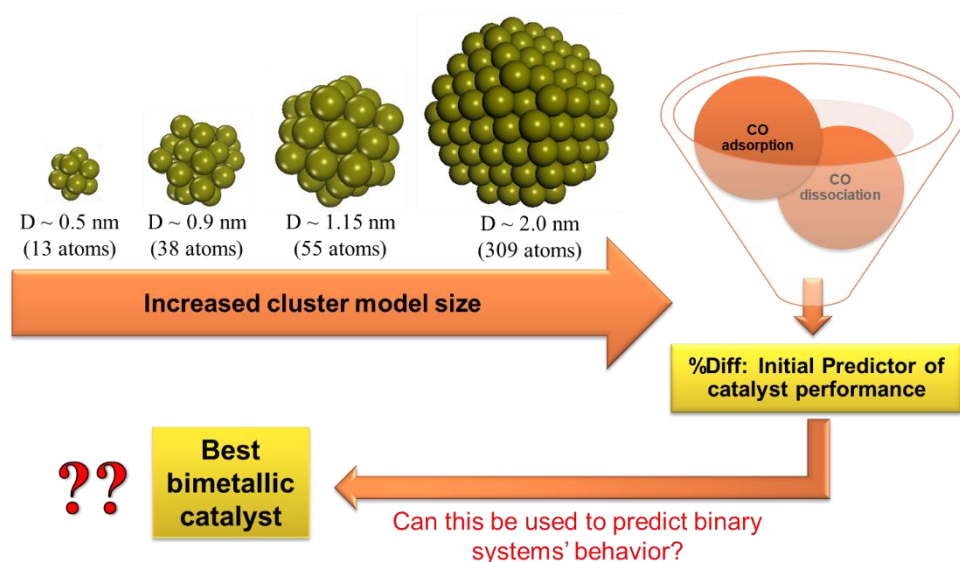 D ~ 0.5 nm
(13 atoms)
D ~ 0.9 nm
(38 atoms)
D ~ 1.15 nm
(55 atoms)
D ~ 2.0 nm
(309 atoms)
CO
adsorption
CO
dissociation
Increased cluster model size
%Diff: Initial Predictor of
catalyst performance
??
Best
bimetallic
catalyst
Can this be used to predict binary
systems' behavior?